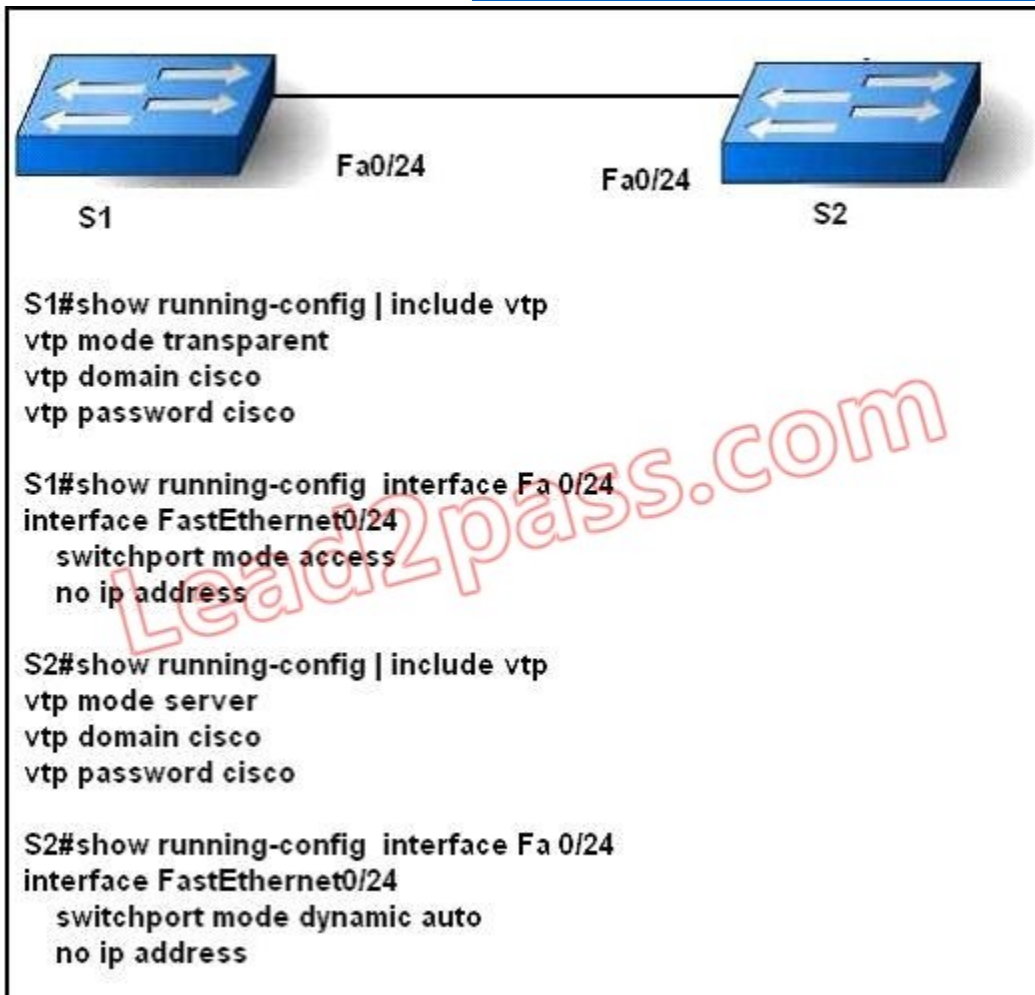 Fa0/24
Fa0/24
S1
S2
S1#show running-config | include vtp
vtp mode transparent
vtp domain cisco
vtp password cisco
S1#show running-config interface Fa 0/24
interface FastEthernet0/24
switchport mode access
no ip address
S2#show running-config | include vtp
vtp mode server
vtp domain cisco
vtp password cisco
S2#show running-config interface Fa 0/24
interface FastEthernet0/24
switchport mode dynamic auto
no ip address
Lead2pass.com